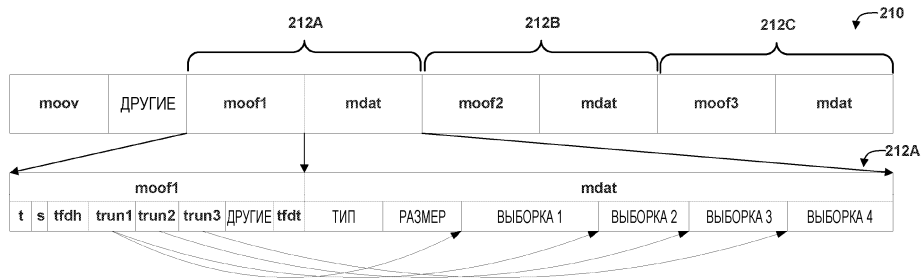 212A 212B 212C 210
moov ДРУГИЕ moof1 mdat moof2 mdat moof3 mdat
212A
moof1 mdat
t s tfdh trun1 trun2 trun3 ДРУГИЕ tfdt ТИП РАЗМЕР ВЫБОРКА 1 ВЫБОРКА 2 ВЫБОРКА 3 ВЫБОРКА 4